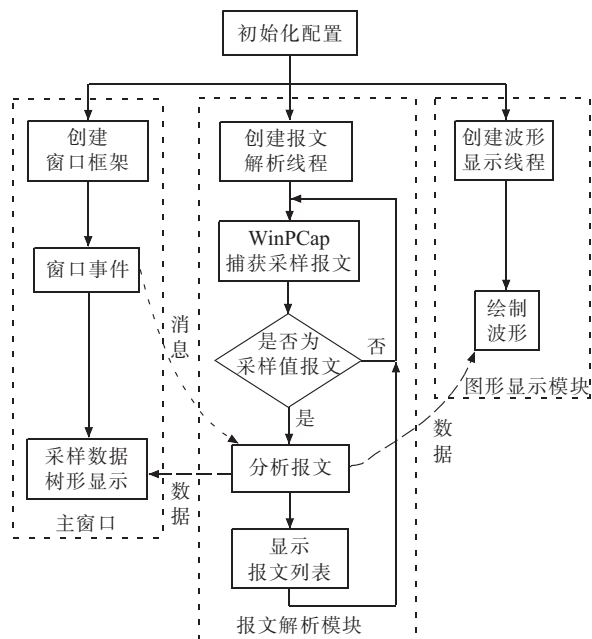 初始化配置
创建
窗口框架
创建报文
解析线程
创建波形
显示线程
窗口事件
WinPCap
捕获采样报文
绘制
波形
消
息
是否为
采样值报文
否
是
图形显示模块
采样数据
树形显示
数
据
分析报文
数
据
主窗口
显示
报文列表
报文解析模块